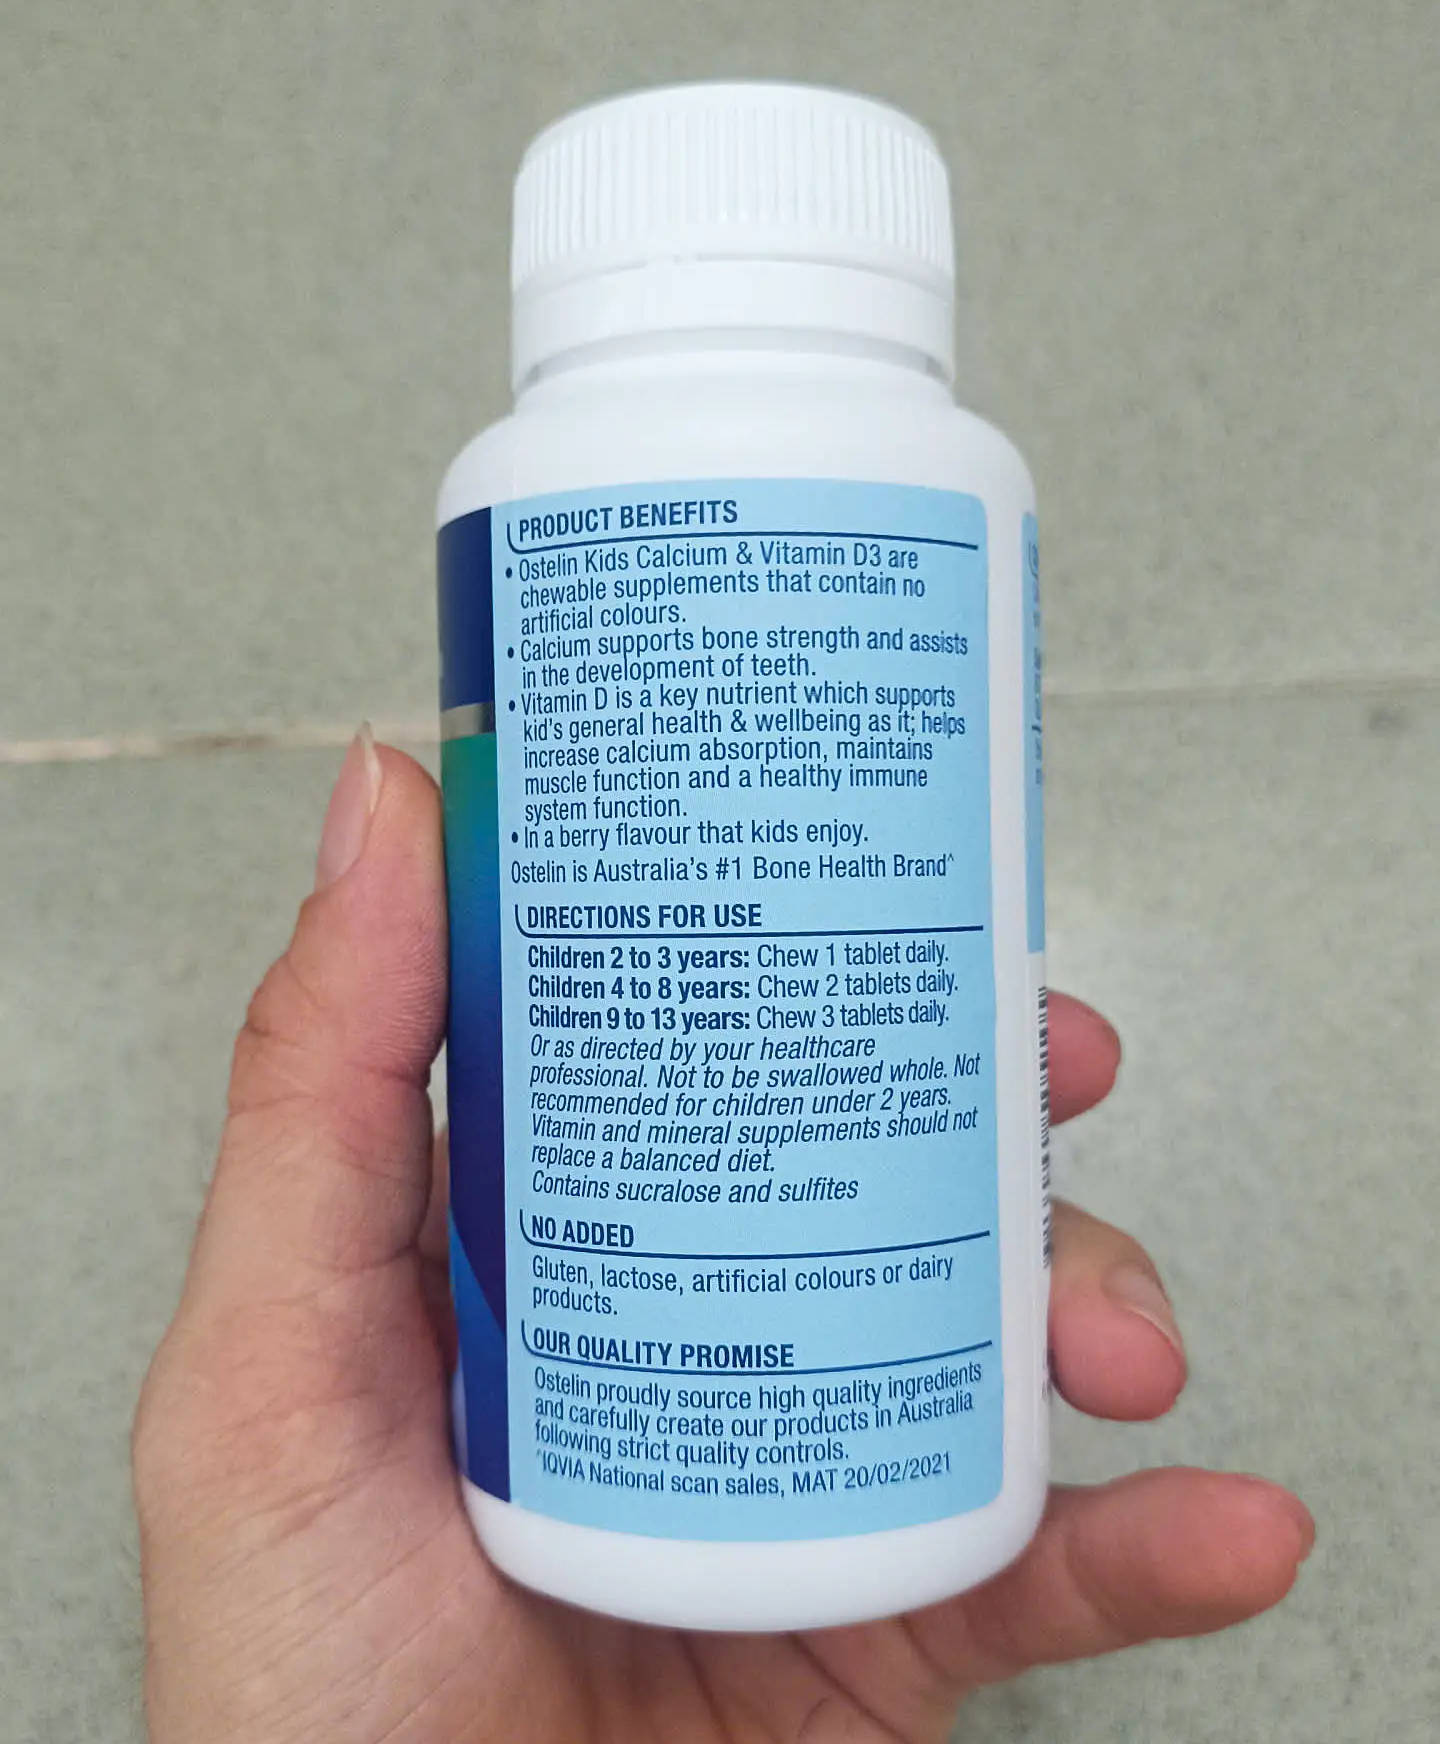 PRODUCT BENEFITS
• Ostelin Kids Calcium & Vitamin D3 are
chewable supplements that contain no
artificial colours.
• Calcium supports bone strength and assists
in the development of teeth.
• Vitamin D is a key nutrient which supports
kid's general health & wellbeing as it; helps
increase calcium absorption, maintains
muscle function and a healthy immune
system function.
• In a berry flavour that kids enjoy.
Ostelin is Australia's #1 Bone Health Brand^
DIRECTIONS FOR USE
Children 2 to 3 years: Chew 1 tablet daily.
Children 4 to 8 years: Chew 2 tablets daily.
Children 9 to 13 years: Chew 3 tablets daily.
Or as directed by your healthcare
professional. Not to be swallowed whole. Not
recommended for children under 2 years.
Vitamin and mineral supplements should not
replace a balanced diet.
Contains sucralose and sulfites
NO ADDED
Gluten, lactose, artificial colours or dairy
products.
OUR QUALITY PROMISE
Ostelin proudly source high quality ingredients
and carefully create our products in Australia
following strict quality controls.
^IQVIA National scan sales, MAT 20/02/2021